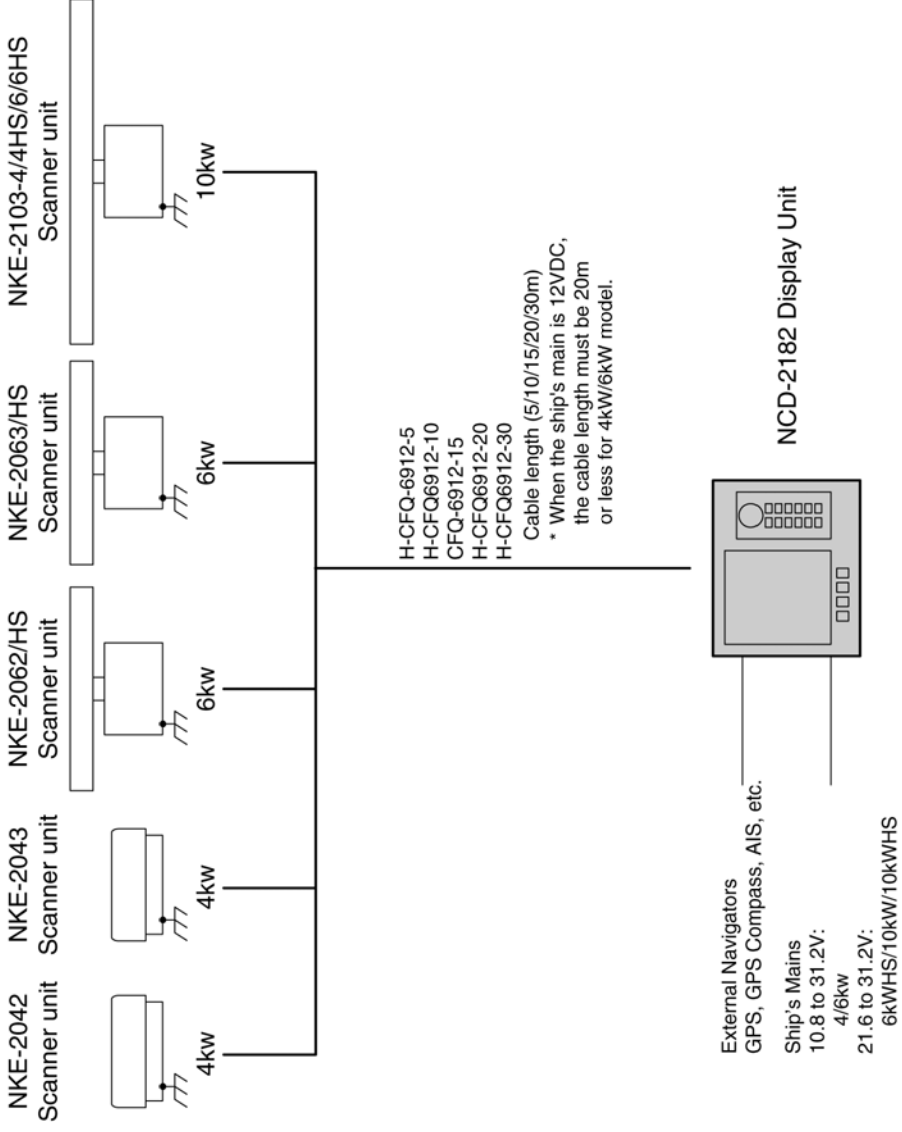 NKE-2042
Scanner unit
NKE-2043
Scanner unit
NKE-2062/HS
Scanner unit
NKE-2063/HS
Scanner unit
NKE-2103-4/4HS/6/6HS
Scanner unit
4kw
4kw
6kw
6kw
10kw
H-CFQ-6912-5
H-CFQ6912-10
CFQ-6912-15
H-CFQ6912-20
H-CFQ6912-30
Cable length (5/10/15/20/30m)
* When the ship's main is 12VDC,
the cable length must be 20m
or less for 4kW/6kW model.
External Navigators
GPS, GPS Compass, AIS, etc.
Ship's Mains
10.8 to 31.2V:
4/6kw
21.6 to 31.2V:
6kWHS/10kW/10kWHS
NCD-2182 Display Unit